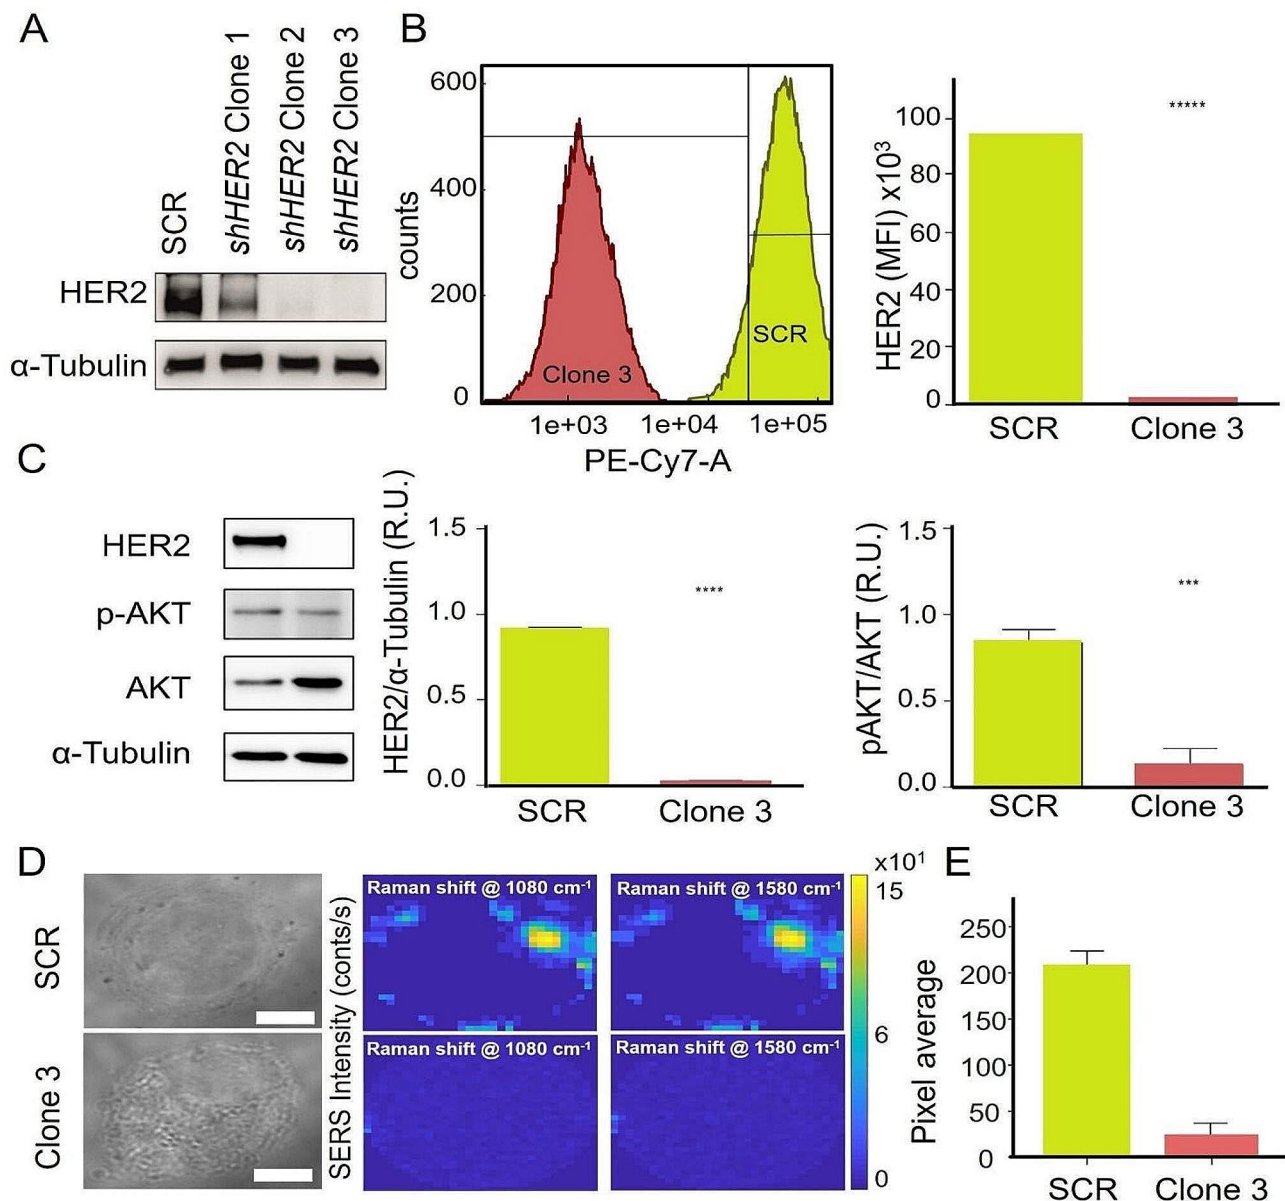 A
SCR
shHER2 Clone 1
shHER2 Clone 2
shHER2 Clone 3
HER2
α-Tubulin
B
600
400
200
0
counts
Clone 3
SCR
1e+03
1e+04
1e+05
PE-Cy7-A
HER2 (MFI) x10³
100
80
60
40
20
0
*****
SCR
Clone 3
C
HER2
p-AKT
AKT
α-Tubulin
HER2/α-Tubulin (R.U.)
1.5
1.0
0.5
0.0
****
SCR
Clone 3
pAKT/AKT (R.U.)
1.5
1.0
0.5
0.0
***
SCR
Clone 3
D
SCR
Clone 3
SERS Intensity (conts/s)
Raman shift @ 1080 cm⁻¹
Raman shift @ 1580 cm⁻¹
Raman shift @ 1080 cm⁻¹
Raman shift @ 1580 cm⁻¹
x10¹
15
6
0
E
Pixel average
250
200
150
100
50
0
SCR
Clone 3